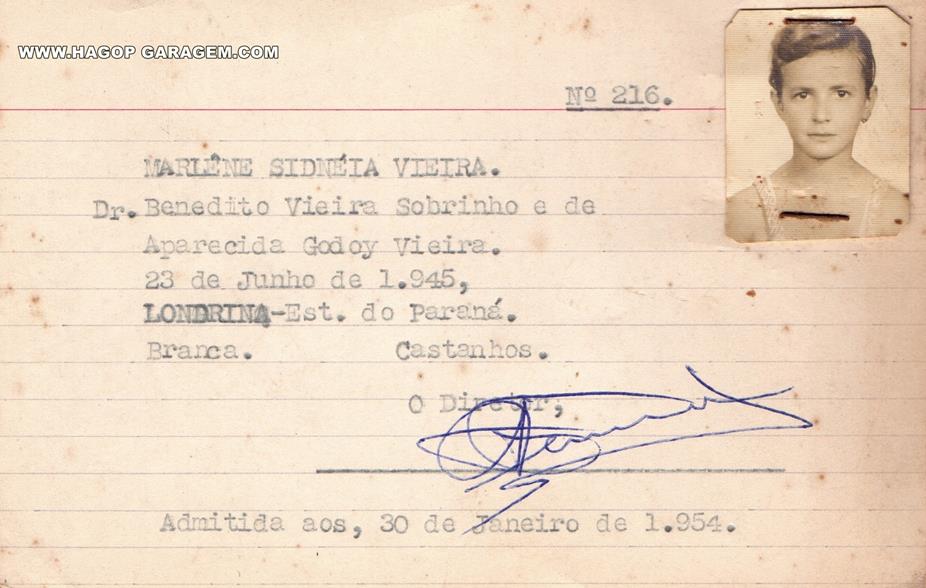 WWW.HAGOP GARAGEM.COM
Nº 216.
MARLÊNE SIDNÉIA VIEIRA.
Dr. Benedito Vieira Sobrinho e de
Aparecida Godoy Vieira.
23 de Junho de 1.945,
LONDRINA-Est. do Paraná.
Branca. Castanhos.
O Diretor,
Admitida aos, 30 de Janeiro de 1.954.